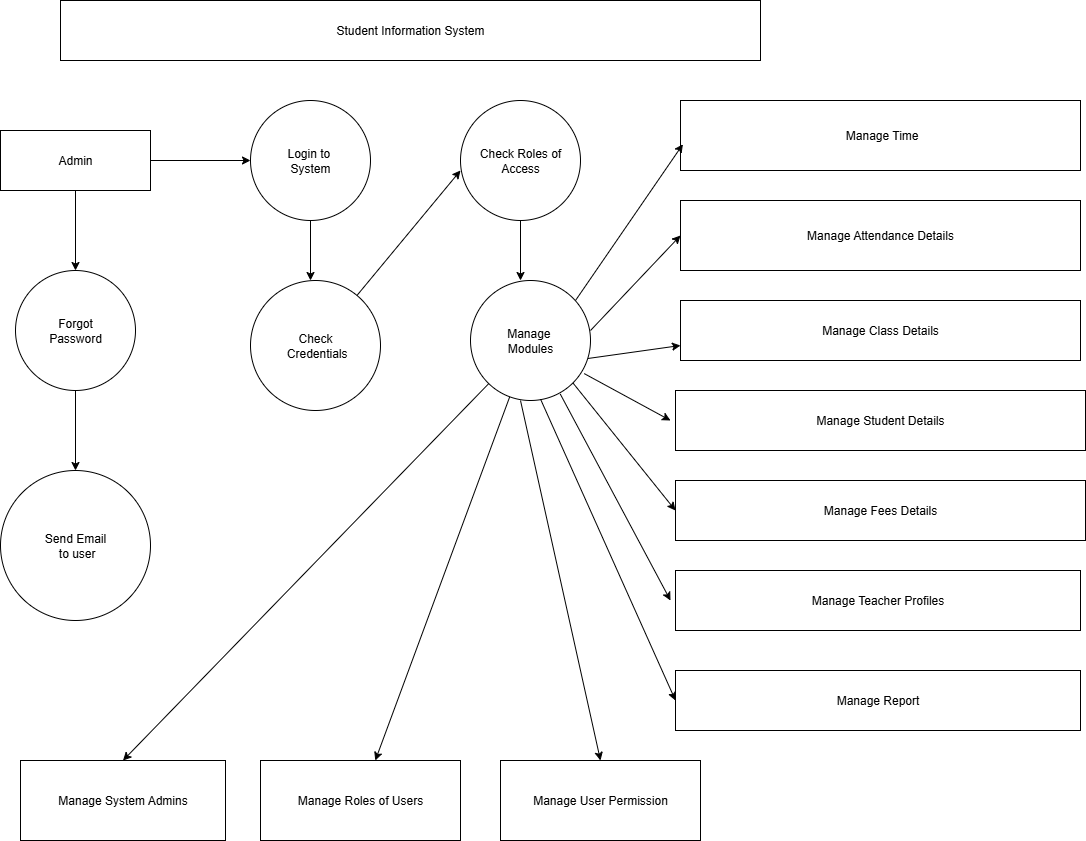 Student Information System
Admin
Login to
System
Check Roles of
Access
Manage Time
Manage Attendance Details
Forgot
Password
Check
Credentials
Manage
Modules
Manage Class Details
Manage Student Details
Manage Fees Details
Send Email
to user
Manage Teacher Profiles
Manage Report
Manage System Admins
Manage Roles of Users
Manage User Permission